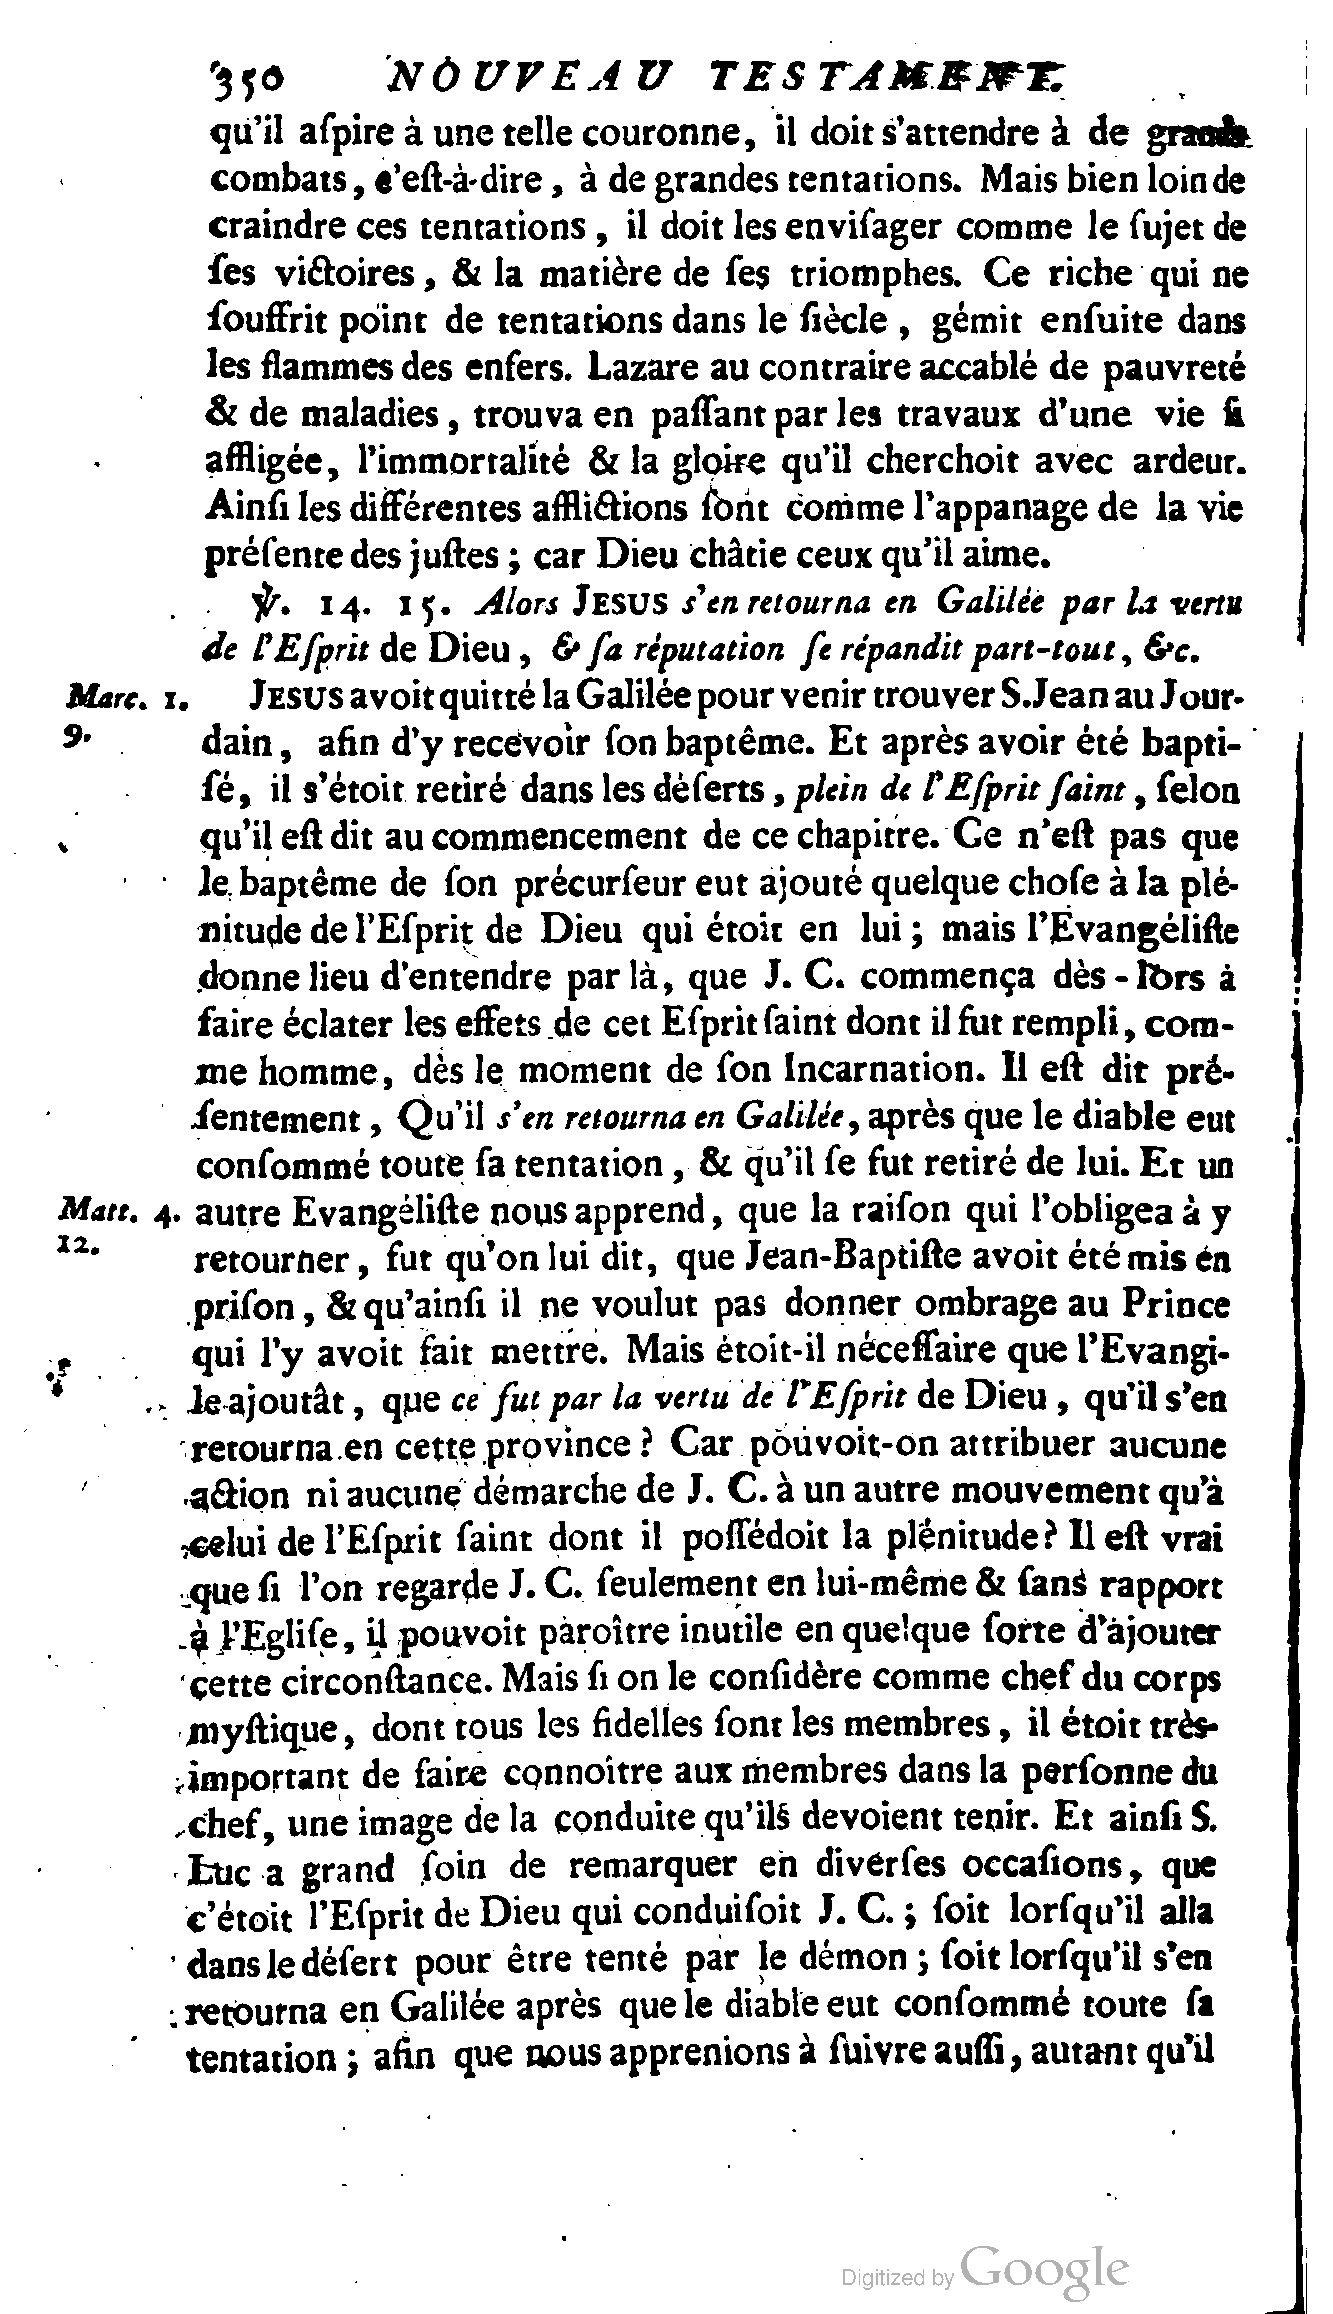 350 NOUVEAU TESTAMENT.
qu'il aſpire à une telle couronne, il doit s'attendre à de grands
combats, c'eſt-à-dire, à de grandes tentations. Mais bien loin de
craindre ces tentations, il doit les enviſager comme le ſujet de
ſes victoires, & la matière de ſes triomphes. Ce riche qui ne
ſouffrit point de tentations dans le ſiècle, gémit enſuite dans
les flammes des enfers. Lazare au contraire accablé de pauvreté
& de maladies, trouva en paſſant par les travaux d'une vie ſi
affligée, l'immortalité & la gloire qu'il cherchoit avec ardeur.
Ainſi les différentes afflictions ſont comme l'appanage de la vie
préſente des juſtes; car Dieu châtie ceux qu'il aime.
℣. 14. 15. Alors JESUS s'en retourna en Galilée par la vertu
de l'Eſprit de Dieu, & ſa réputation ſe répandit part-tout, &c.
Marc. 1. JESUS avoit quitté la Galilée pour venir trouver S. Jean au Jour-
9. dain, afin d'y recevoir ſon baptême. Et après avoir été bapti-
ſé, il s'étoit retiré dans les déſerts, plein de l'Eſprit ſaint, ſelon
qu'il eſt dit au commencement de ce chapitre. Ce n'eſt pas que
le baptême de ſon précurſeur eut ajouté quelque choſe à la plé-
nitude de l'Eſprit de Dieu qui étoit en lui; mais l'Evangéliſte
donne lieu d'entendre par là, que J. C. commença dès-lors à
faire éclater les effets de cet Eſprit ſaint dont il fut rempli, com-
me homme, dès le moment de ſon Incarnation. Il eſt dit pré-
ſentement, Qu'il s'en retourna en Galilée, après que le diable eut
conſommé toute ſa tentation, & qu'il ſe fut retiré de lui. Et un
Matt. 4. autre Evangéliſte nous apprend, que la raiſon qui l'obligea à y
12. retourner, fut qu'on lui dit, que Jean-Baptiſte avoit été mis en
priſon, & qu'ainſi il ne voulut pas donner ombrage au Prince
qui l'y avoit fait mettre. Mais étoit-il néceſſaire que l'Evangi-
le ajoutât, que ce fut par la vertu de l'Eſprit de Dieu, qu'il s'en
retourna en cette province? Car pouvoit-on attribuer aucune
action ni aucune démarche de J. C. à un autre mouvement qu'à
celui de l'Eſprit ſaint dont il poſſédoit la plénitude? Il eſt vrai
que ſi l'on regarde J. C. ſeulement en lui-même & ſans rapport
à l'Egliſe, il pouvoit paroître inutile en quelque ſorte d'ajouter
cette circonſtance. Mais ſi on le conſidère comme chef du corps
myſtique, dont tous les fidelles ſont les membres, il étoit très-
important de faire connoître aux membres dans la perſonne du
chef, une image de la conduite qu'ils devoient tenir. Et ainſi S.
Luc a grand ſoin de remarquer en diverſes occaſions, que
c'étoit l'Eſprit de Dieu qui conduiſoit J. C.; ſoit lorſqu'il alla
dans le déſert pour être tenté par le démon; ſoit lorſqu'il s'en
retourna en Galilée après que le diable eut conſommé toute ſa
tentation; afin que nous apprenions à ſuivre auſſi, autant qu'il
Digitized by Google